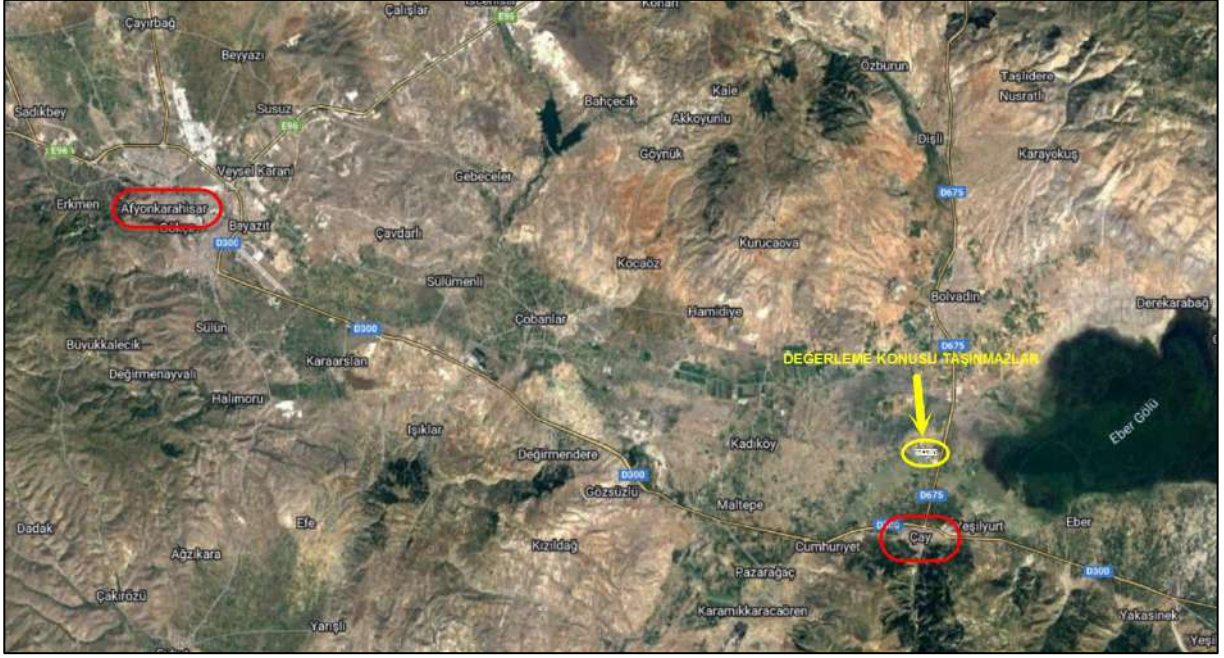 Çayırbağ
Çalışlar
Beyyazı
E96
Özburun
Taşlıdere
Nusratlı
Kale
Bahçecik
Akkoyunlu
Sadıkbey
Susuz
E96
Dişli
E96
Göynük
Karayokuş
Veysel Karani
Gebeceler
D675
Erkmen
Afyonkarahisar
Bayazıt
Çavdarlı
D300
Kurucaova
Kocaöz
Sülümenli
Bolvadin
Derekarabağ
Çobanlar
Hamidiye
Sülün
D300
Büyükkalecik
D675
Karaarslan
DEĞERLEME KONUSU TAŞINMAZLAR
Değirmenayvalı
Halımoru
Işıklar
Eber Gölü
Kadıköy
Değirmendere
D300
Gözsüzlü
D675
Maltepe
Dadak
Efe
Yeşilyurt
Eber
Çay
Ağzıkara
Kızıldağ
Cumhuriyet
Pazarağaç
D300
Çakırözü
Karamıkkaracaören
Yakasinek
Yarışlı